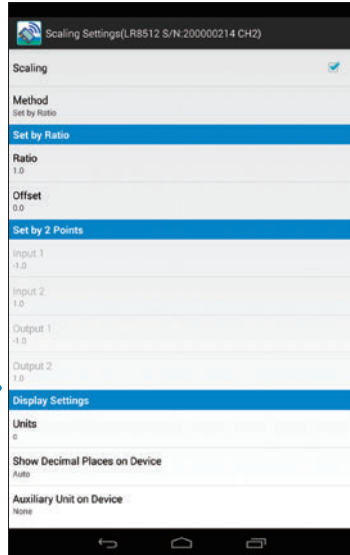 Scaling Settings(LR8512 S/N:200000214 CH2)
Scaling
Method
Set by Ratio
Set by Ratio
Ratio
1.0
Offset
0.0
Set by 2 Points
Input 1
-1.0
Input 2
1.0
Output 1
-1.0
Output 2
1.0
Display Settings
Units
c
Show Decimal Places on Device
Auto
Auxiliary Unit on Device
None